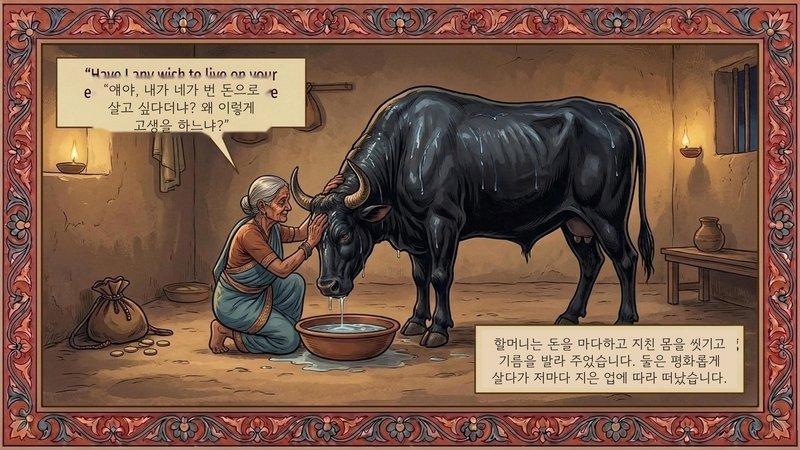 “Have I any wish to live on your
“얘야, 내가 네가 번 돈으로
살고 싶다더냐? 왜 이렇게
고생을 하느냐?”
할머니는 돈을 마다하고 지친 몸을 씻기고
기름을 발라 주었습니다. 둘은 평화롭게
살다가 저마다 지은 업에 따라 떠났습니다.